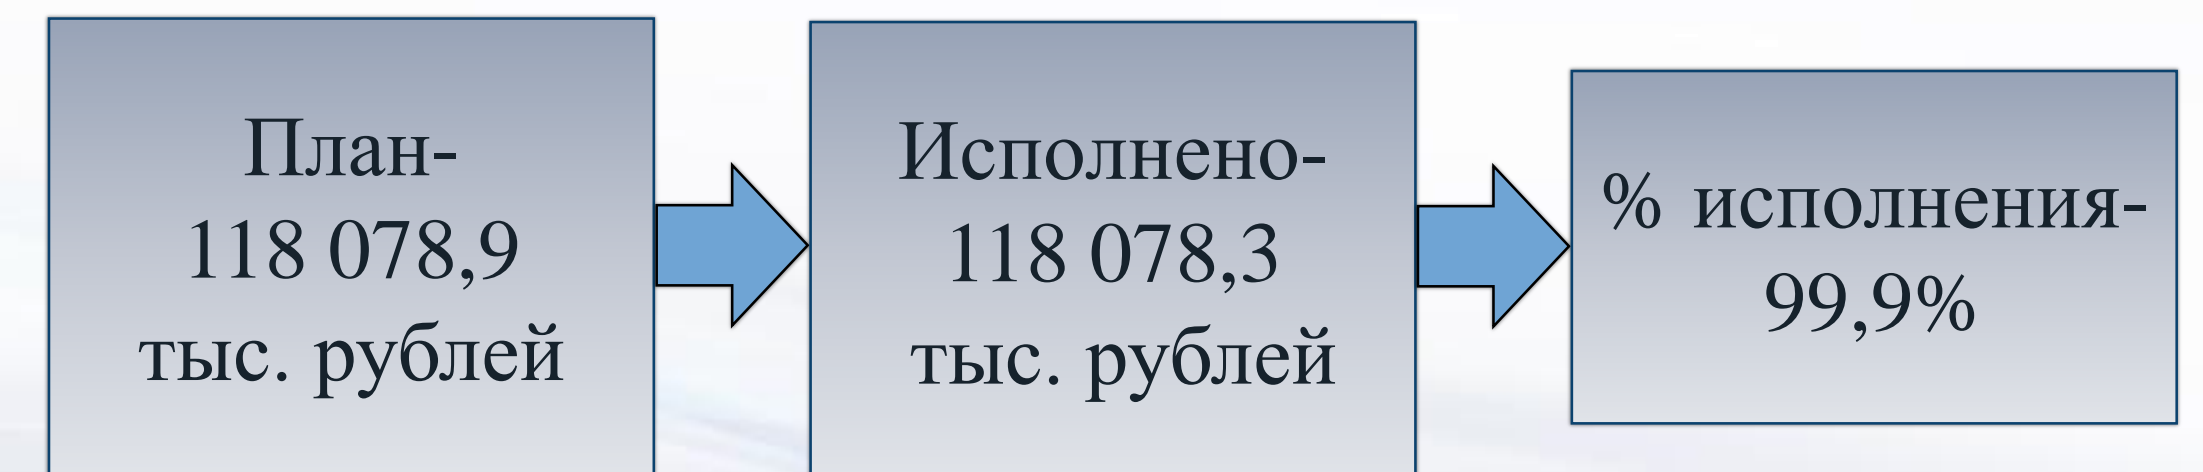 План-
118 078,9
тыс. рублей
Исполнено-
118 078,3
тыс. рублей
% исполнения-
99,9%